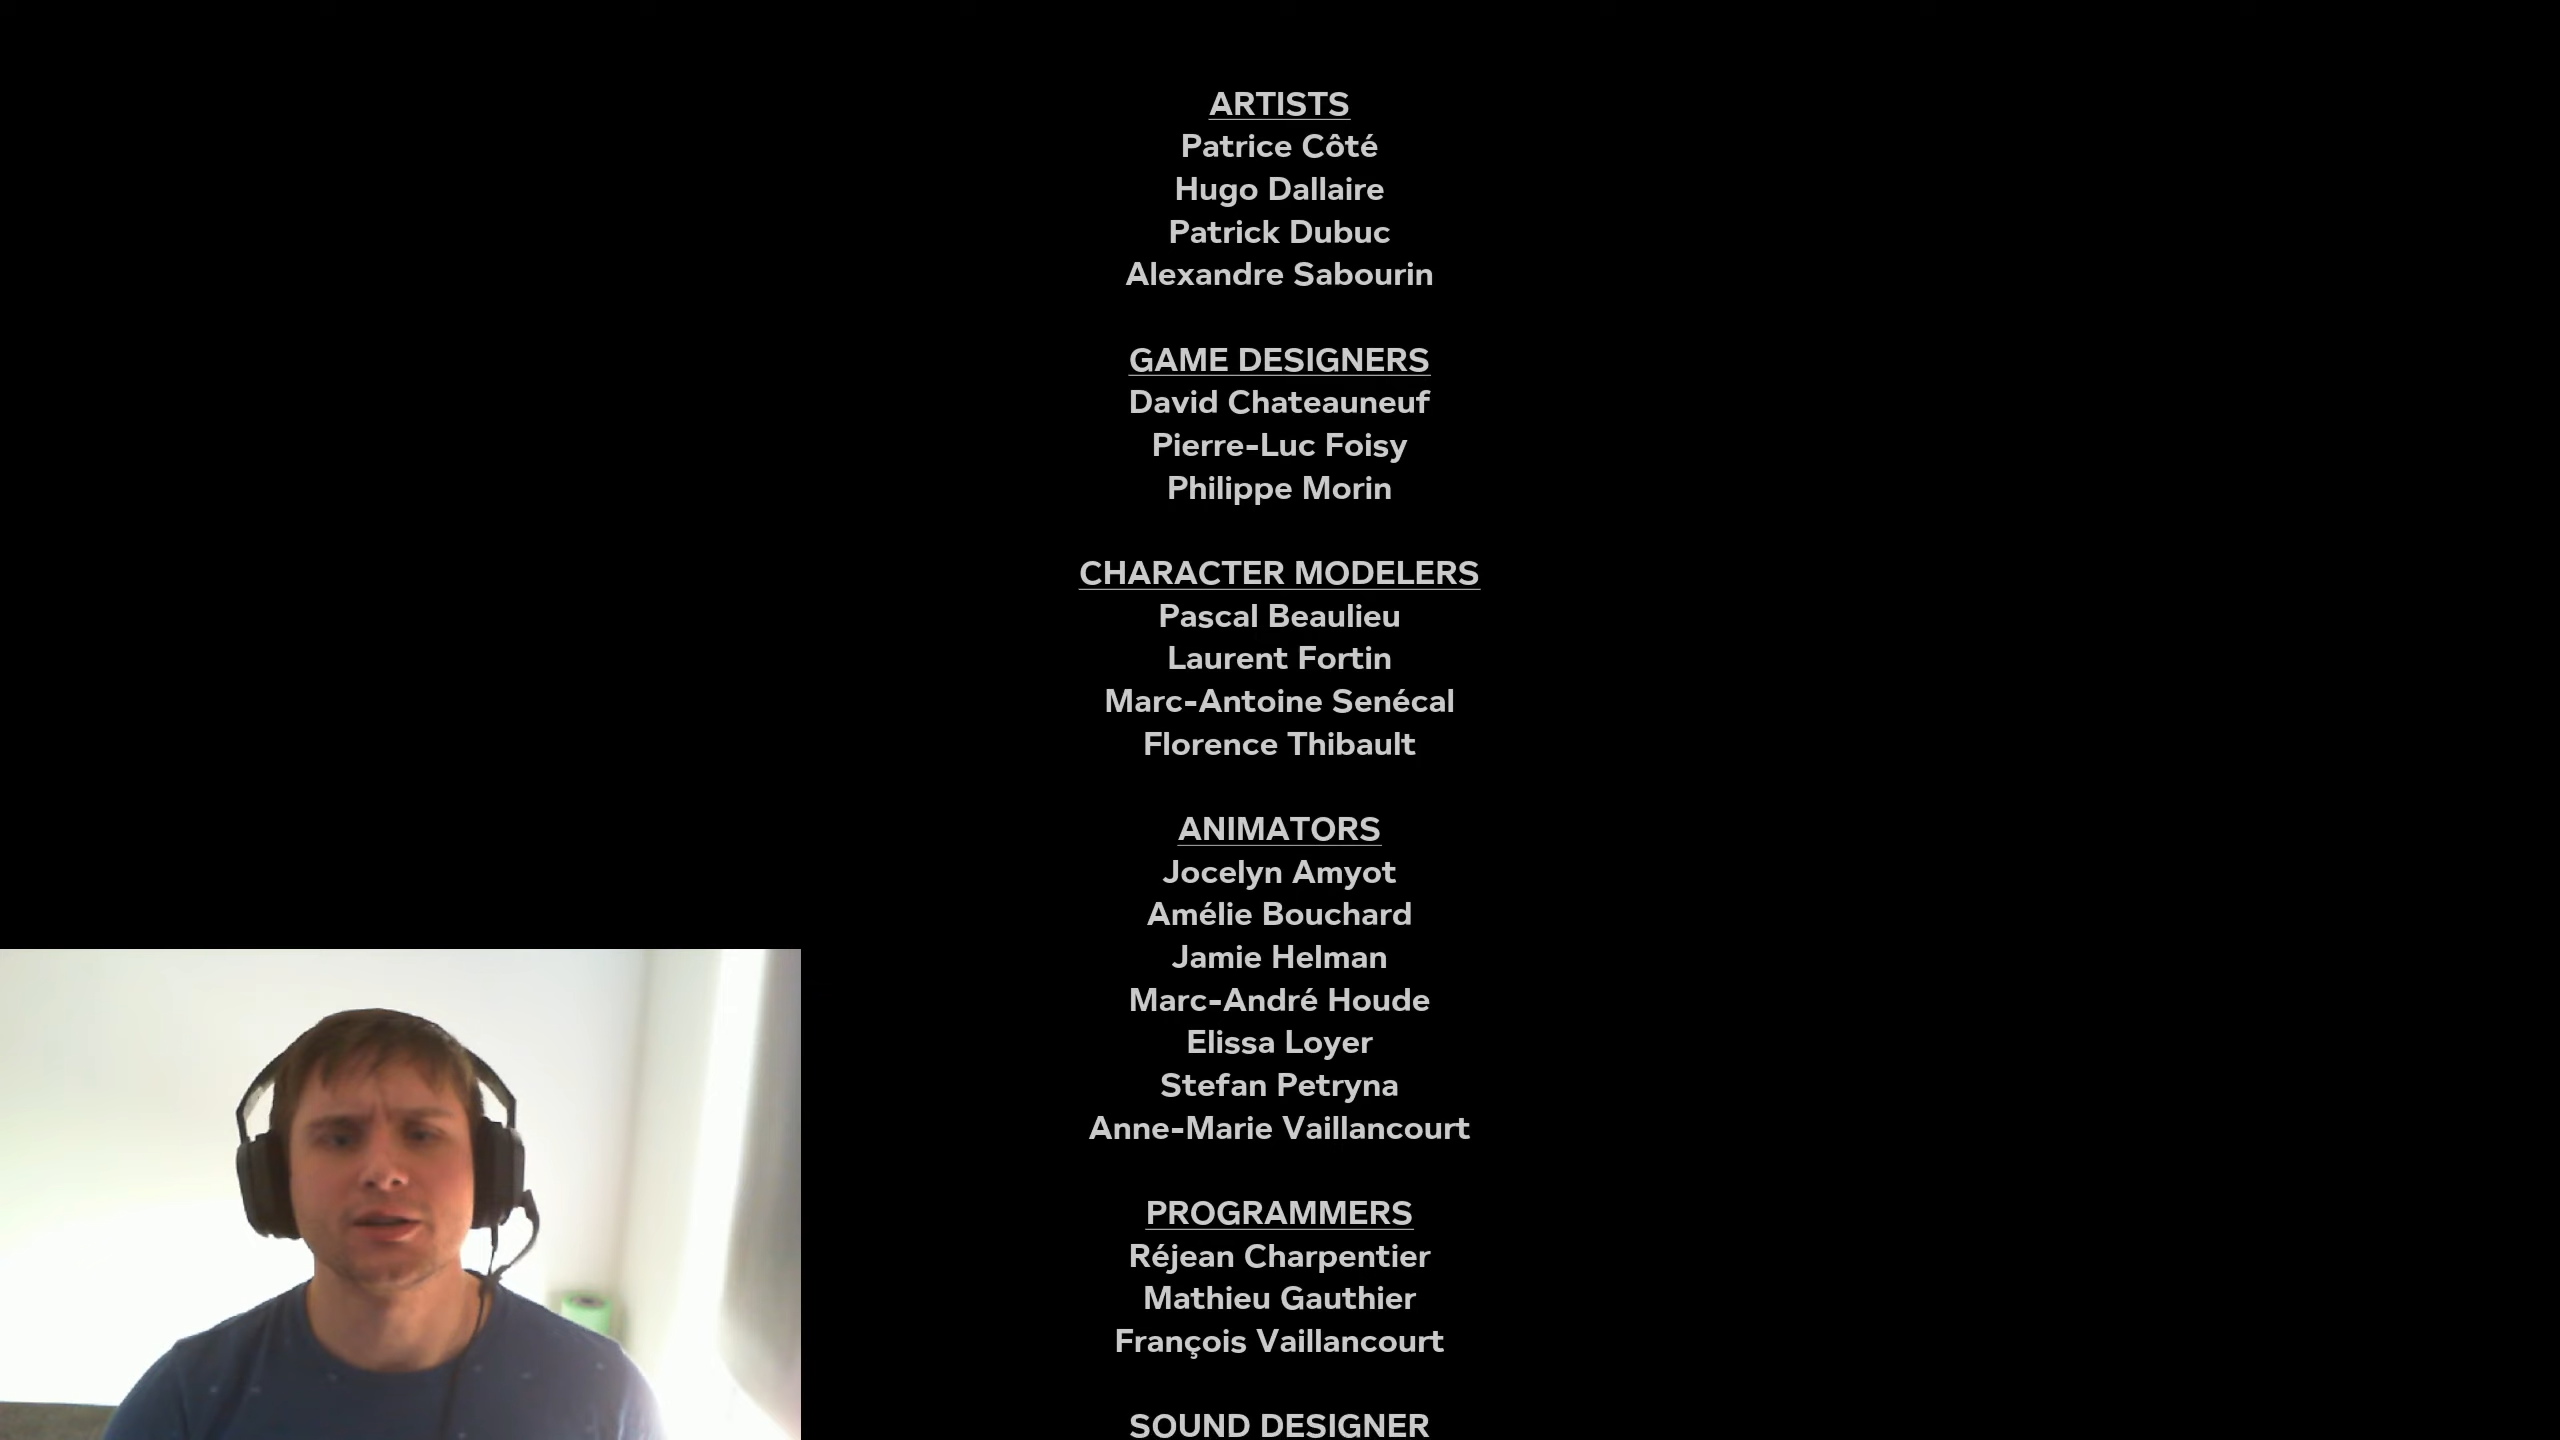 ARTISTS
Patrice Côté
Hugo Dallaire
Patrick Dubuc
Alexandre Sabourin
GAME DESIGNERS
David Chateauneuf
Pierre-Luc Foisy
Philippe Morin
CHARACTER MODELERS
Pascal Beaulieu
Laurent Fortin
Marc-Antoine Senécal
Florence Thibault
ANIMATORS
Jocelyn Amyot
Amélie Bouchard
Jamie Helman
Marc-André Houde
Elissa Loyer
Stefan Petryna
Anne-Marie Vaillancourt
PROGRAMMERS
Réjean Charpentier
Mathieu Gauthier
François Vaillancourt
SOUND DESIGNER